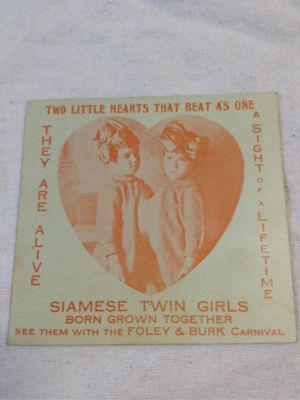 TWO LITTLE HEARTS THAT BEAT AS ONE
THEY ARE ALIVE
A SIGHT OF A LIFETIME
SIAMESE TWIN GIRLS
BORN GROWN TOGETHER
SEE THEM WITH THE FOLEY & BURK CARNIVAL